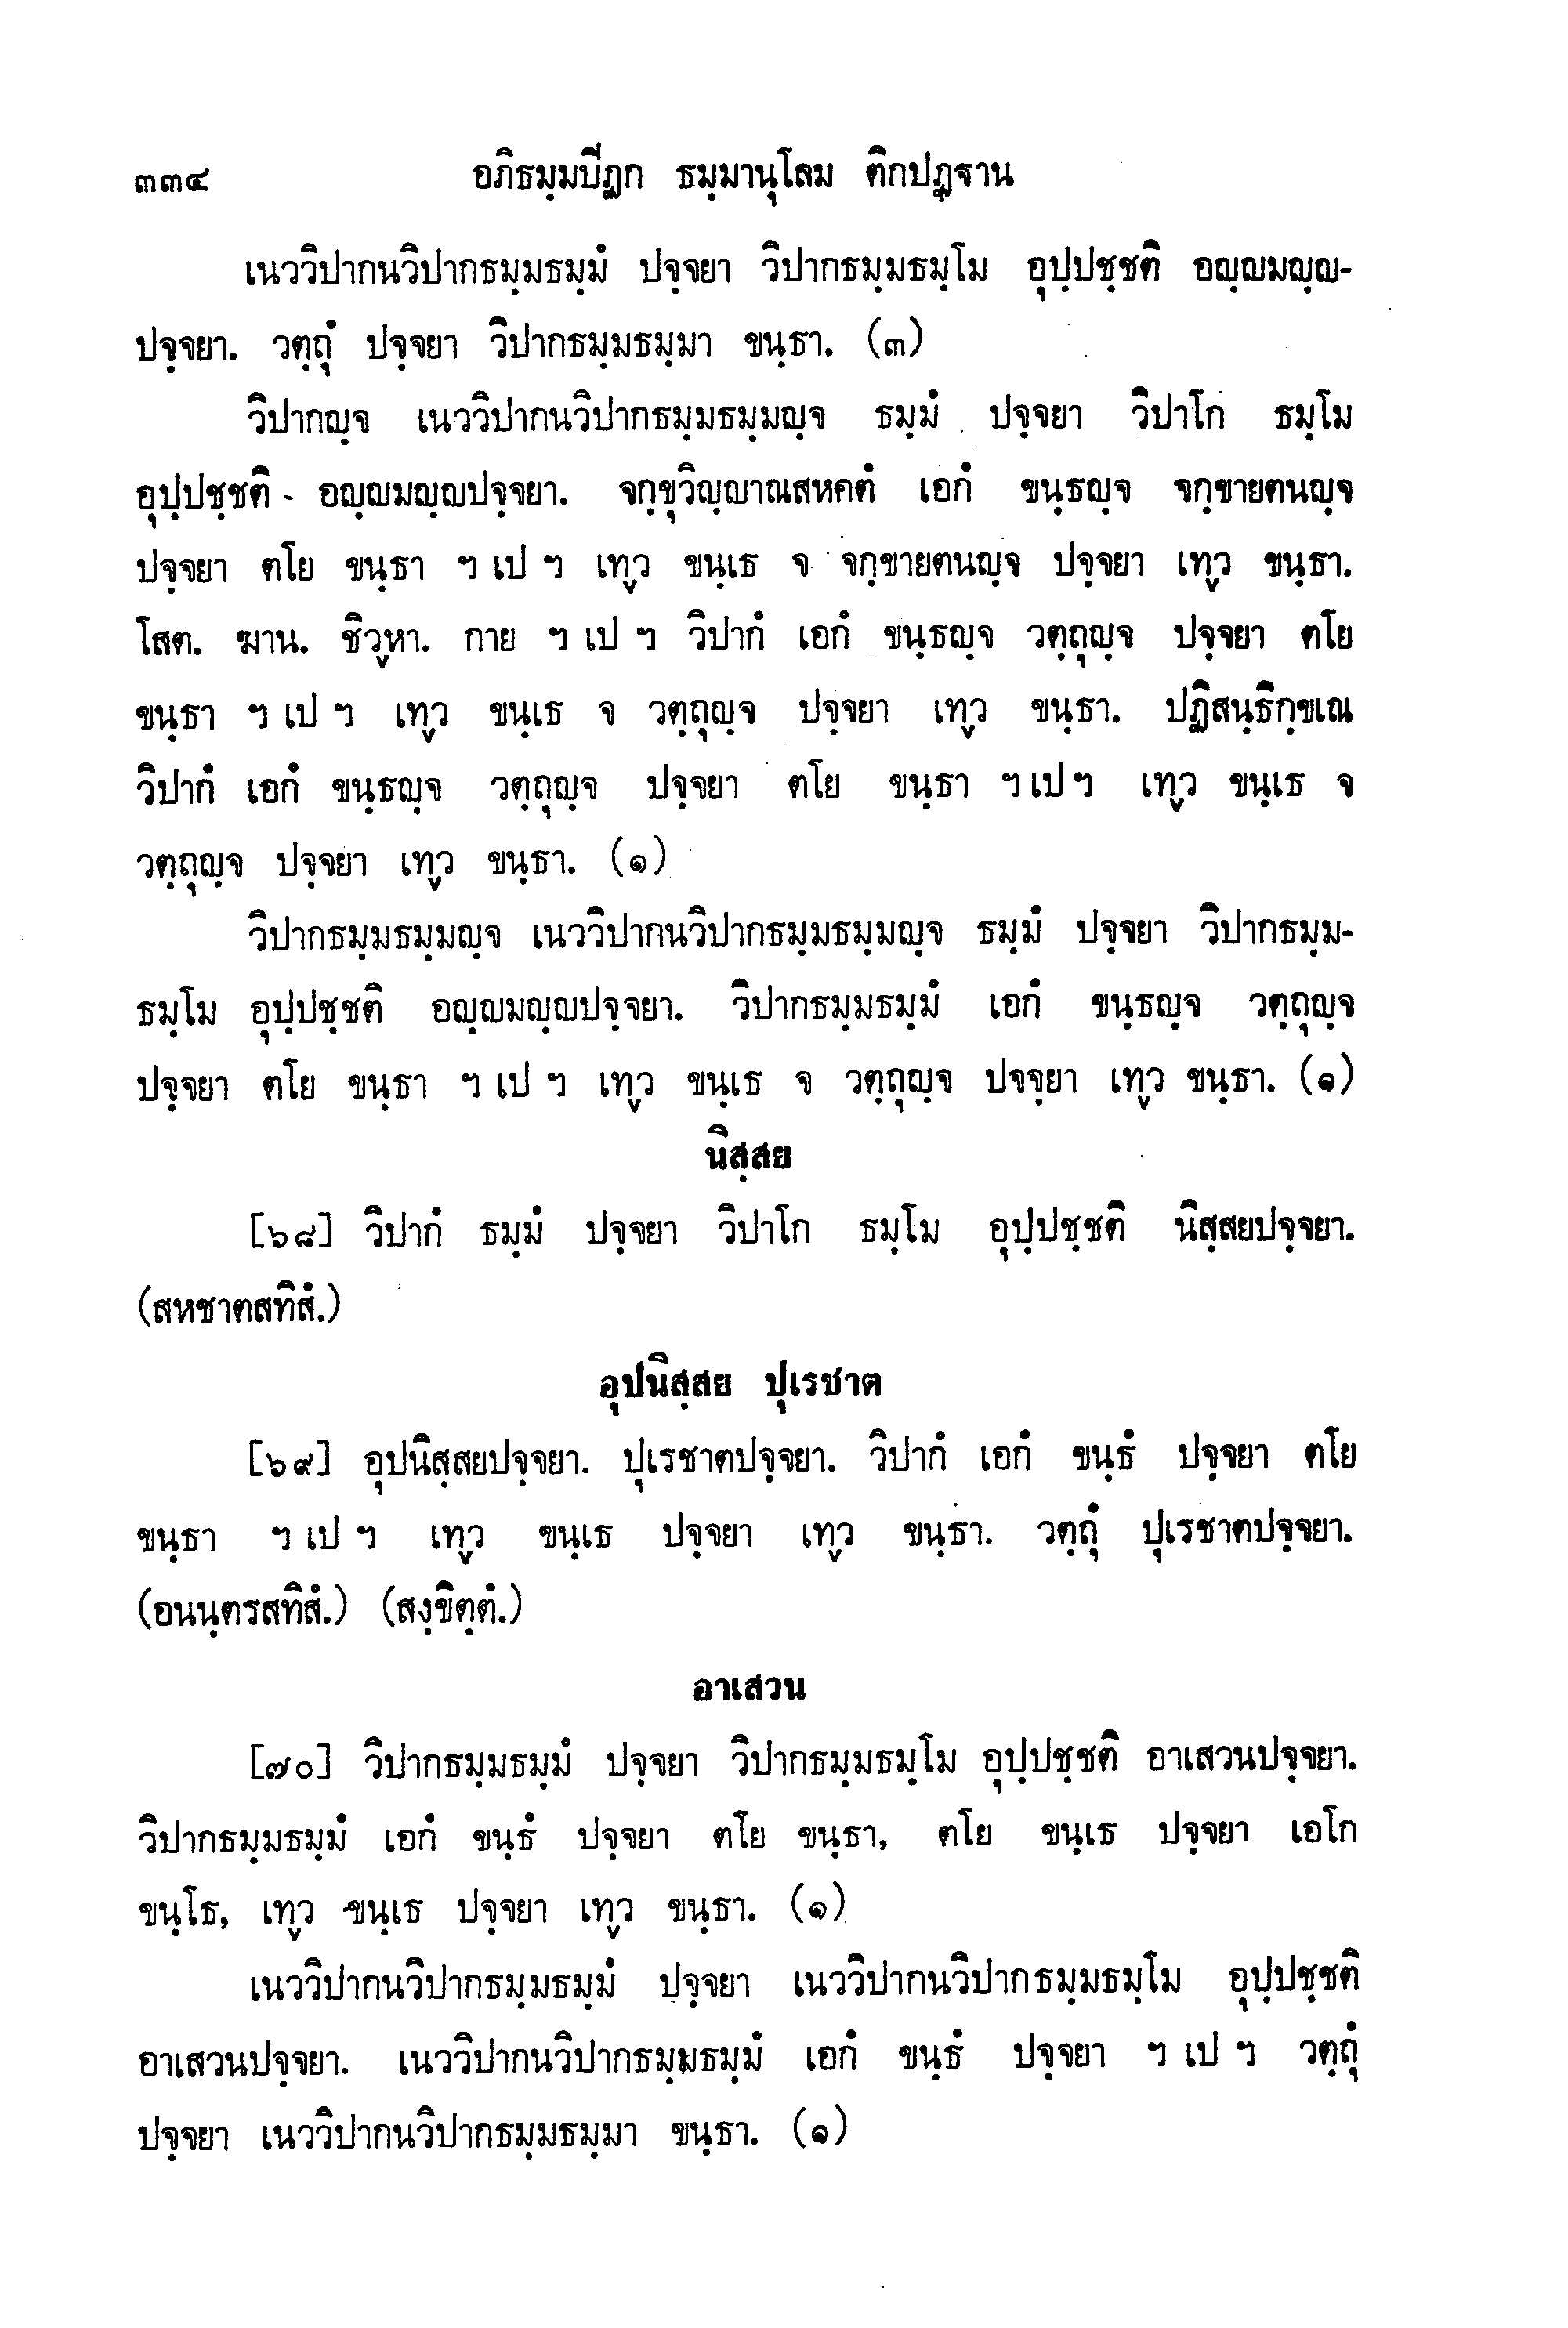 ๓๓๔ อภิธมฺมปีฏก ธมฺมานุโลม ติกปฏฺฐาน
เนววิปากนวิปากธมฺมธมฺมํ ปจฺจยา วิปากธมฺมธมฺโม อุปฺปชฺชติ อญฺญมญฺญ-
ปจฺจยา. วตฺถุํ ปจฺจยา วิปากธมฺมธมฺมา ขนฺธา. (๓)
วิปากญฺจ เนววิปากนวิปากธมฺมธมฺมญฺจ ธมฺมํ ปจฺจยา วิปาโก ธมฺโม
อุปฺปชฺชติ อญฺญมญฺญปจฺจยา. จกฺขุวิญฺญาณสหคตํ เอกํ ขนฺธญฺจ จกฺขายตนญฺจ
ปจฺจยา ตโย ขนฺธา ฯ เป ฯ เทฺว ขนฺเธ จ จกฺขายตนญฺจ ปจฺจยา เทฺว ขนฺธา.
โสต. ฆาน. ชิวฺหา. กาย ฯ เป ฯ วิปากํ เอกํ ขนฺธญฺจ วตฺถุญฺจ ปจฺจยา ตโย
ขนฺธา ฯ เป ฯ เทฺว ขนฺเธ จ วตฺถุญฺจ ปจฺจยา เทฺว ขนฺธา. ปฏิสนฺธิกฺขเณ
วิปากํ เอกํ ขนฺธญฺจ วตฺถุญฺจ ปจฺจยา ตโย ขนฺธา ฯ เป ฯ เทฺว ขนฺเธ จ
วตฺถุญฺจ ปจฺจยา เทฺว ขนฺธา. (๑)
วิปากธมฺมธมฺมญฺจ เนววิปากนวิปากธมฺมธมฺมญฺจ ธมฺมํ ปจฺจยา วิปากธมฺม-
ธมฺโม อุปฺปชฺชติ อญฺญมญฺญปจฺจยา. วิปากธมฺมธมฺมํ เอกํ ขนฺธญฺจ วตฺถุญฺจ
ปจฺจยา ตโย ขนฺธา ฯ เป ฯ เทฺว ขนฺเธ จ วตฺถุญฺจ ปจฺจยา เทฺว ขนฺธา. (๑)
นิสฺสย
[๖๘] วิปากํ ธมฺมํ ปจฺจยา วิปาโก ธมฺโม อุปฺปชฺชติ นิสฺสยปจฺจยา.
(สหชาตสทิสํ.)
อุปนิสฺสย ปุเรชาต
[๖๙] อุปนิสฺสยปจฺจยา. ปุเรชาตปจฺจยา. วิปากํ เอกํ ขนฺธํ ปจฺจยา ตโย
ขนฺธา ฯ เป ฯ เทฺว ขนฺเธ ปจฺจยา เทฺว ขนฺธา. วตฺถุํ ปุเรชาตปจฺจยา.
(อนนฺตรสทิสํ.) (สงฺขิตฺตํ.)
อาเสวน
[๗๐] วิปากธมฺมธมฺมํ ปจฺจยา วิปากธมฺมธมฺโม อุปฺปชฺชติ อาเสวนปจฺจยา.
วิปากธมฺมธมฺมํ เอกํ ขนฺธํ ปจฺจยา ตโย ขนฺธา, ตโย ขนฺเธ ปจฺจยา เอโก
ขนฺโธ, เทฺว ขนฺเธ ปจฺจยา เทฺว ขนฺธา. (๑)
เนววิปากนวิปากธมฺมธมฺมํ ปจฺจยา เนววิปากนวิปากธมฺมธมฺโม อุปฺปชฺชติ
อาเสวนปจฺจยา. เนววิปากนวิปากธมฺมธมฺมํ เอกํ ขนฺธํ ปจฺจยา ฯ เป ฯ วตฺถุํ
ปจฺจยา เนววิปากนวิปากธมฺมธมฺมา ขนฺธา. (๑)